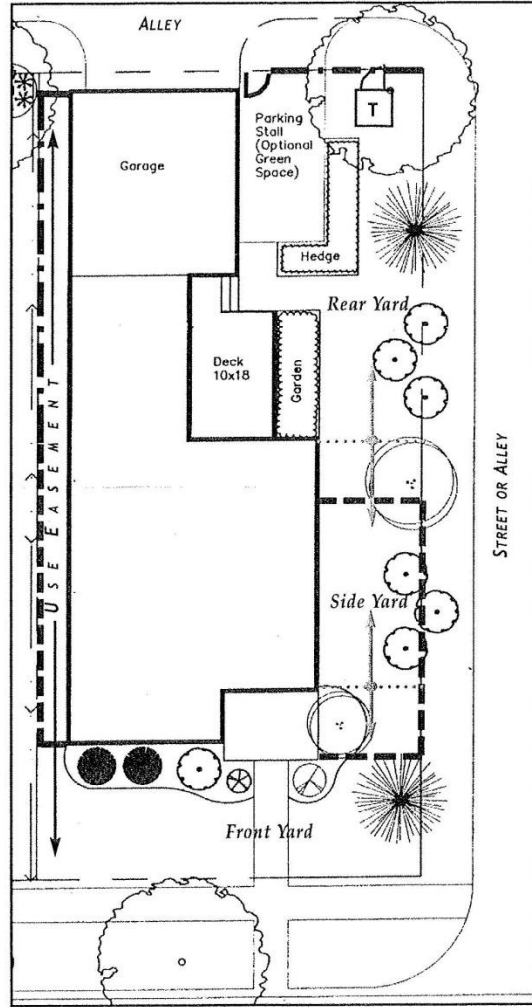 ALLEY
Parking
Stall
(Optional
Green
Space)
T
Garage
Hedge
Rear Yard
Deck
10x18
Garden
USE EASEMENT
STREET OR ALLEY
Side Yard
Front Yard